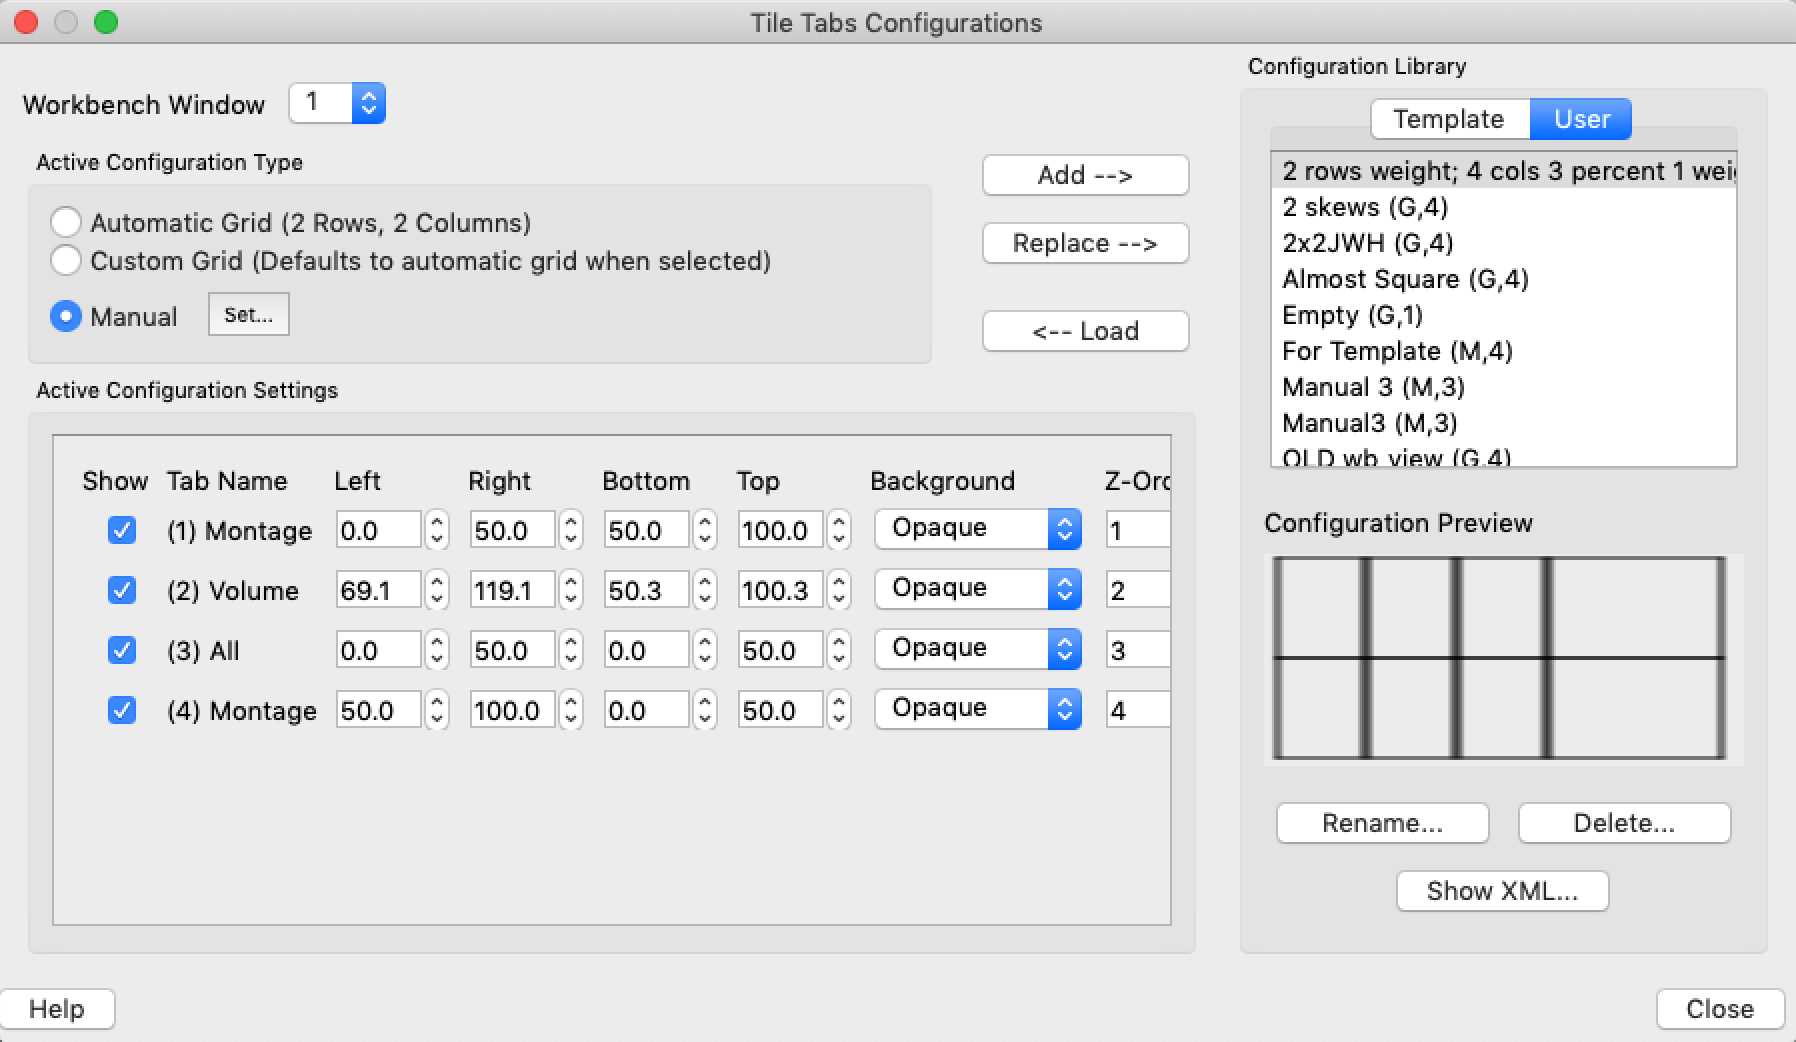 Tile Tabs Configurations
Workbench Window 1
Active Configuration Type
Automatic Grid (2 Rows, 2 Columns)
Custom Grid (Defaults to automatic grid when selected)
Manual Set...
Add -->
Replace -->
<-- Load
Active Configuration Settings
Show Tab Name Left Right Bottom Top Background Z-Ord
(1) Montage 0.0 50.0 50.0 100.0 Opaque 1
(2) Volume 69.1 119.1 50.3 100.3 Opaque 2
(3) All 0.0 50.0 0.0 50.0 Opaque 3
(4) Montage 50.0 100.0 0.0 50.0 Opaque 4
Configuration Library
Template User
2 rows weight; 4 cols 3 percent 1 wei
2 skews (G,4)
2x2JWH (G,4)
Almost Square (G,4)
Empty (G,1)
For Template (M,4)
Manual 3 (M,3)
Manual3 (M,3)
OLD wb view (G,4)
Configuration Preview
Rename... Delete...
Show XML...
Help
Close